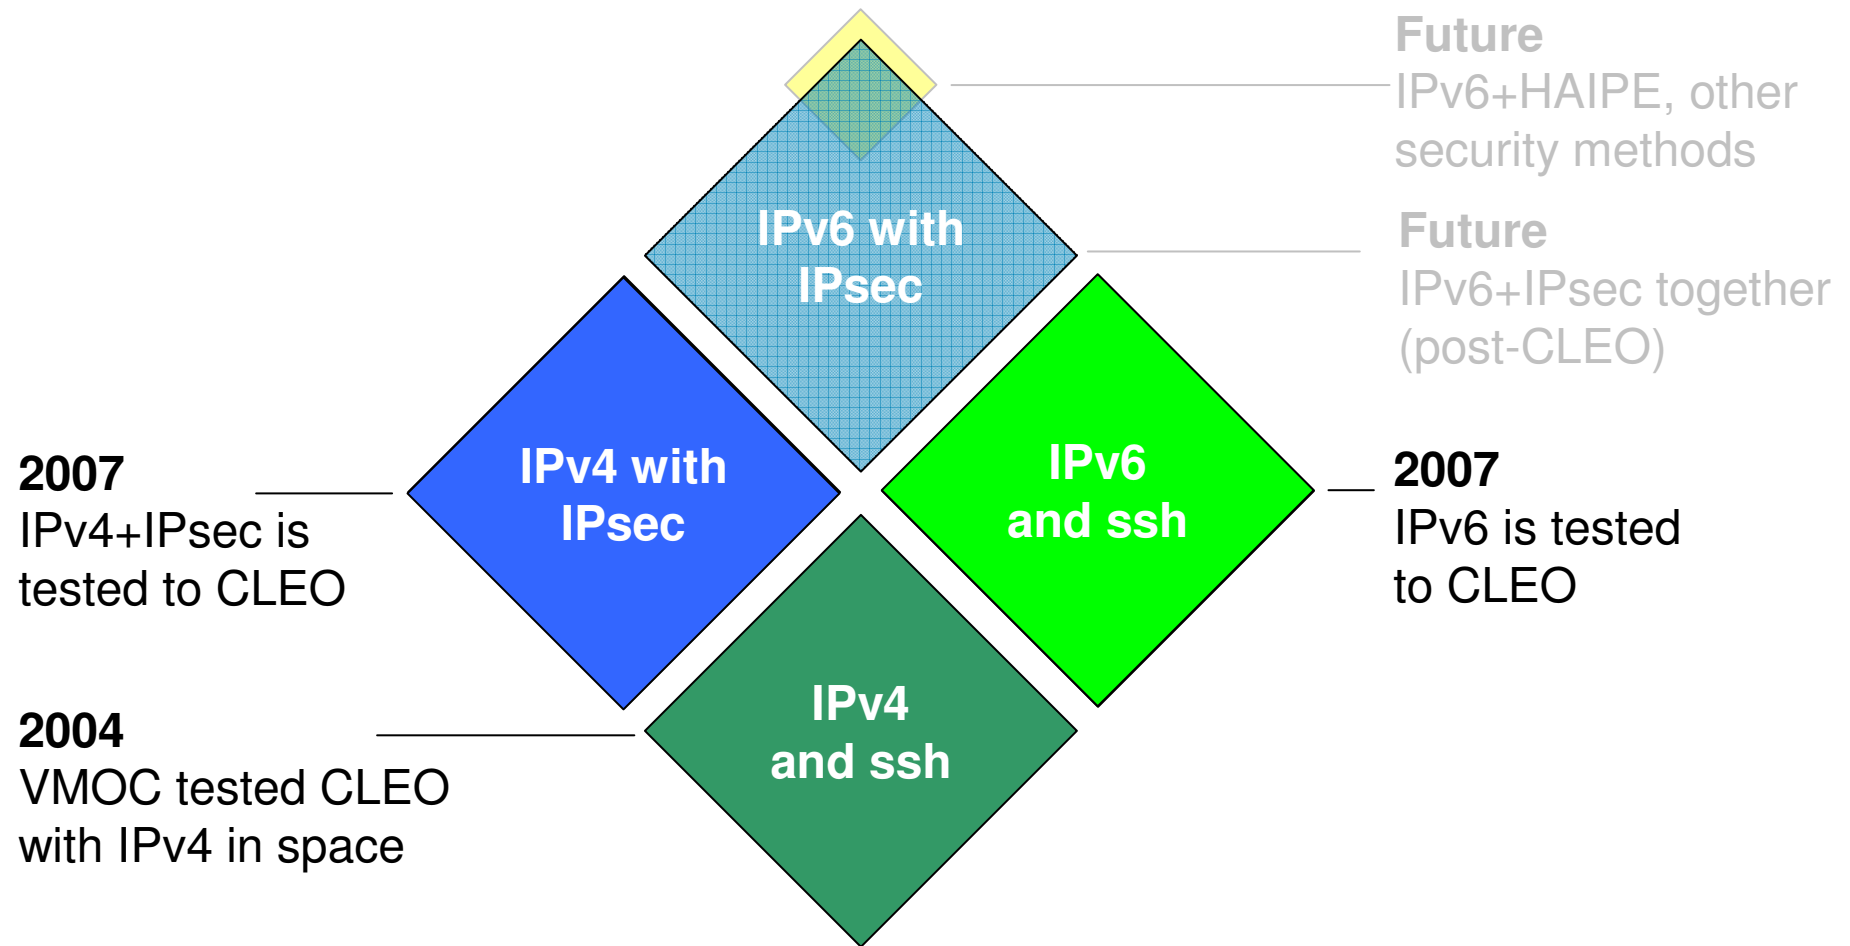 Future
IPv6+HAIPE, other
security methods
IPv6 with
IPsec
Future
IPv6+IPsec together
(post-CLEO)
2007
IPv4+IPsec is
tested to CLEO
IPv4 with
IPsec
IPv6
and ssh
2007
IPv6 is tested
to CLEO
2004
VMOC tested CLEO
with IPv4 in space
IPv4
and ssh